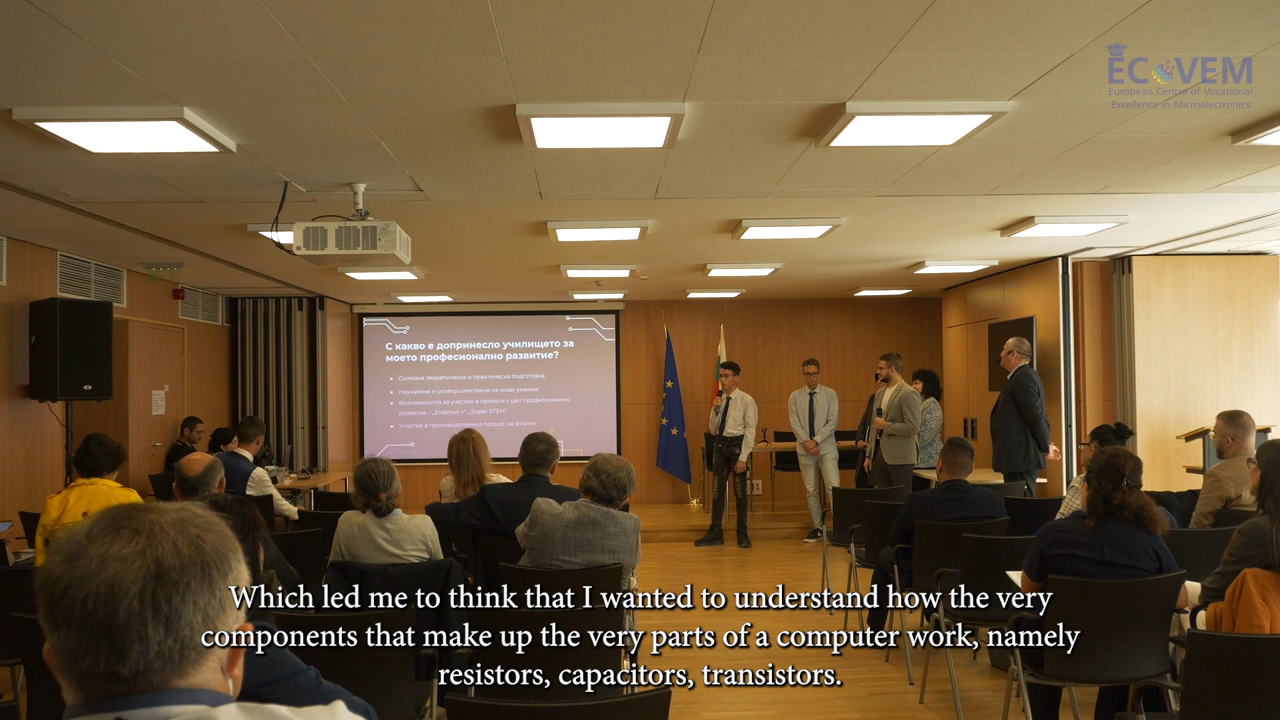 ECOVEM
European Centre of Vocational
Excellence in Microelectronics
С какво е допринесло училището за
моето професионално развитие?
Солидна теоретическа и практическа подготовка
Научаване и усъвършенстване на нови умения
Възможността за участие в проекти с цел професионално
развитие – „Erasmus +“, „Super STEM“
Участие в производствения процес на фирми
Which led me to think that I wanted to understand how the very
components that make up the very parts of a computer work, namely
resistors, capacitors, transistors.